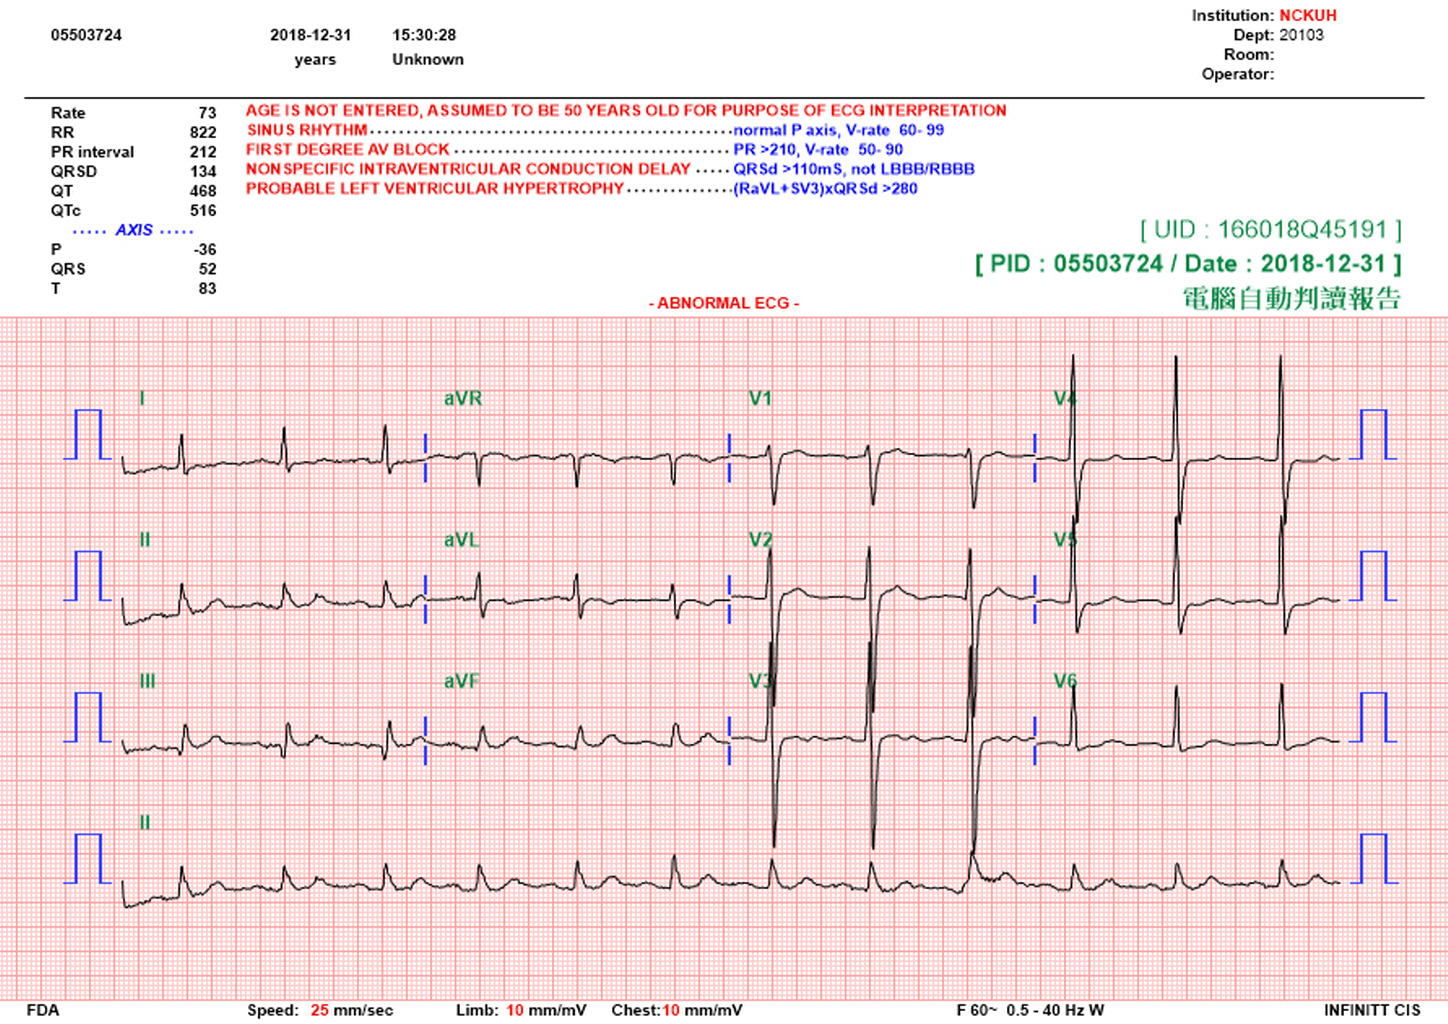 Institution: NCKUH
05503724 2018-12-31 15:30:28 Dept: 20103
years Unknown Room:
Operator:
Rate 73 AGE IS NOT ENTERED, ASSUMED TO BE 50 YEARS OLD FOR PURPOSE OF ECG INTERPRETATION
RR 822 SINUS RHYTHM normal P axis, V-rate 60- 99
PR interval 212 FIRST DEGREE AV BLOCK PR >210, V-rate 50- 90
QRSD 134 NONSPECIFIC INTRAVENTRICULAR CONDUCTION DELAY QRSd >110mS, not LBBB/RBBB
QT 468 PROBABLE LEFT VENTRICULAR HYPERTROPHY (RaVL+SV3)xQRSd >280
QTc 516
AXIS
[ UID : 166018Q45191 ]
P -36
[ PID : 05503724 / Date : 2018-12-31 ]
QRS 52
T 83
電腦自動判讀報告
- ABNORMAL ECG -
I aVR V1 V4
II aVL V2 V5
III aVF V3 V6
II
FDA Speed: 25 mm/sec Limb: 10 mm/mV Chest:10 mm/mV F 60~ 0.5 - 40 Hz W INFINITT CIS